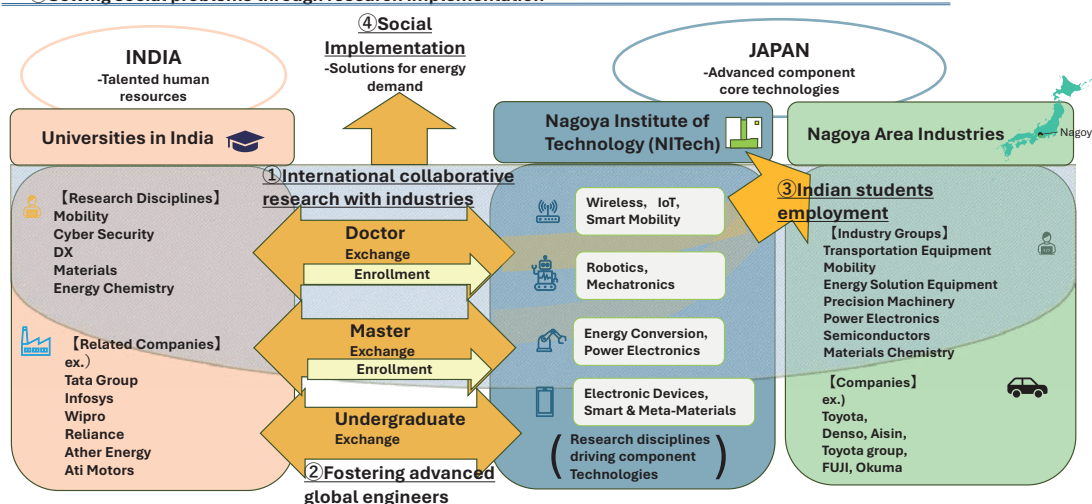 ④Social
Implementation
-Solutions for energy
demand
INDIA
-Talented human
resources
JAPAN
-Advanced component
core technologies
Universities in India
Nagoya Institute of
Technology (NITech)
Nagoya Area Industries
Nagoy
①International collaborative
research with industries
③Indian students
employment
【Research Disciplines】
Mobility
Cyber Security
DX
Materials
Energy Chemistry
【Related Companies】
ex.)
Tata Group
Infosys
Wipro
Reliance
Ather Energy
Ati Motors
Doctor
Exchange
Enrollment
Master
Exchange
Enrollment
Undergraduate
Exchange
②Fostering advanced
global engineers
Wireless, IoT,
Smart Mobility
Robotics,
Mechatronics
Energy Conversion,
Power Electronics
Electronic Devices,
Smart & Meta-Materials
(Research disciplines
driving component
Technologies)
【Industry Groups】
Transportation Equipment
Mobility
Energy Solution Equipment
Precision Machinery
Power Electronics
Semiconductors
Materials Chemistry
【Companies】
ex.)
Toyota,
Denso, Aisin,
Toyota group,
FUJI, Okuma